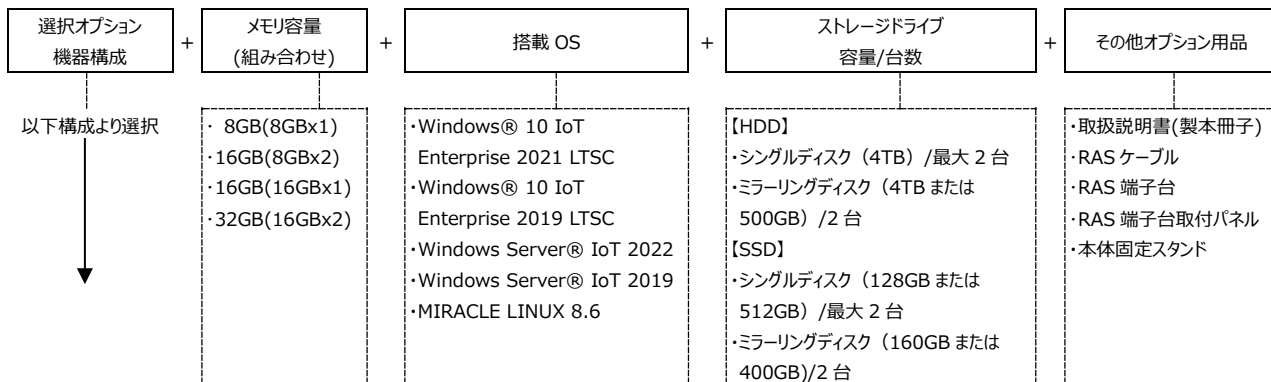 選択オプション
機器構成
+
メモリ容量
(組み合わせ)
+
搭載 OS
+
ストレージドライブ
容量/台数
+
その他オプション用品
以下構成より選択
・ 8GB(8GBx1)
・16GB(8GBx2)
・16GB(16GBx1)
・32GB(16GBx2)
・Windows® 10 IoT
Enterprise 2021 LTSC
・Windows® 10 IoT
Enterprise 2019 LTSC
・Windows Server® IoT 2022
・Windows Server® IoT 2019
・MIRACLE LINUX 8.6
【HDD】
・シングルディスク（4TB）/最大 2 台
・ミラーリングディスク（4TB または
500GB）/2 台
【SSD】
・シングルディスク（128GB または
512GB）/最大 2 台
・ミラーリングディスク（160GB または
400GB)/2 台
・取扱説明書(製本冊子)
・RAS ケーブル
・RAS 端子台
・RAS 端子台取付パネル
・本体固定スタンド